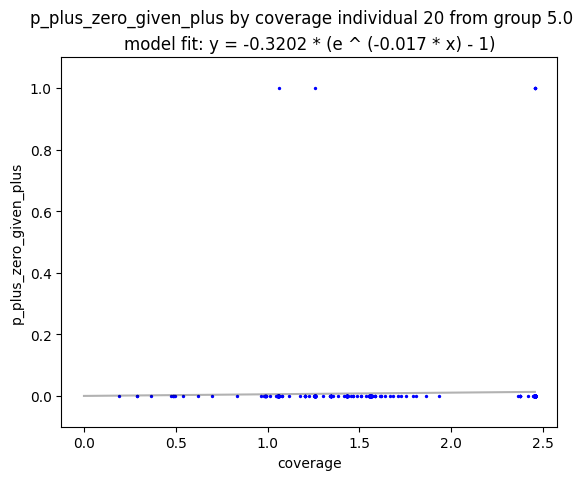 p_plus_zero_given_plus by coverage individual 20 from group 5.0
model fit: y = -0.3202 * (e ^ (-0.017 * x) - 1)
p_plus_zero_given_plus
1.0
0.8
0.6
0.4
0.2
0.0
0.0 0.5 1.0 1.5 2.0 2.5
coverage